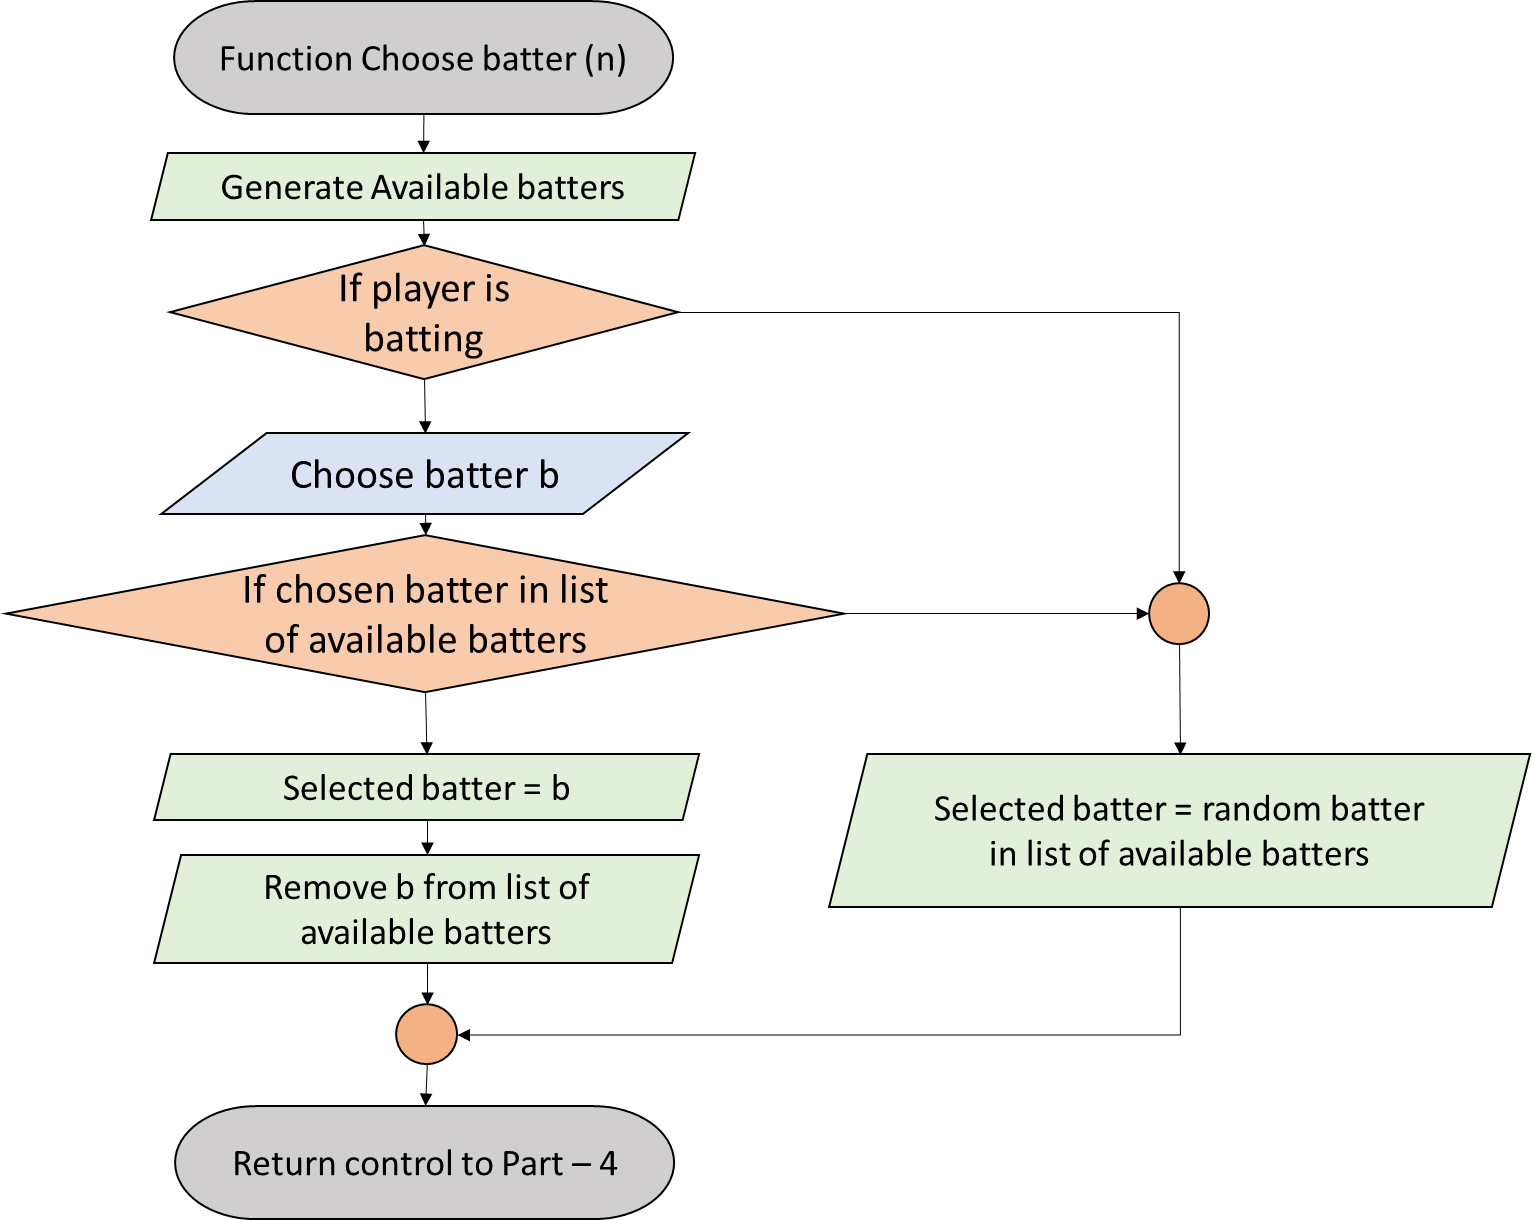 Function Choose batter (n)
Generate Available batters
If player is
batting
Choose batter b
If chosen batter in list
of available batters
Selected batter = b
Selected batter = random batter
in list of available batters
Remove b from list of
available batters
Return control to Part – 4